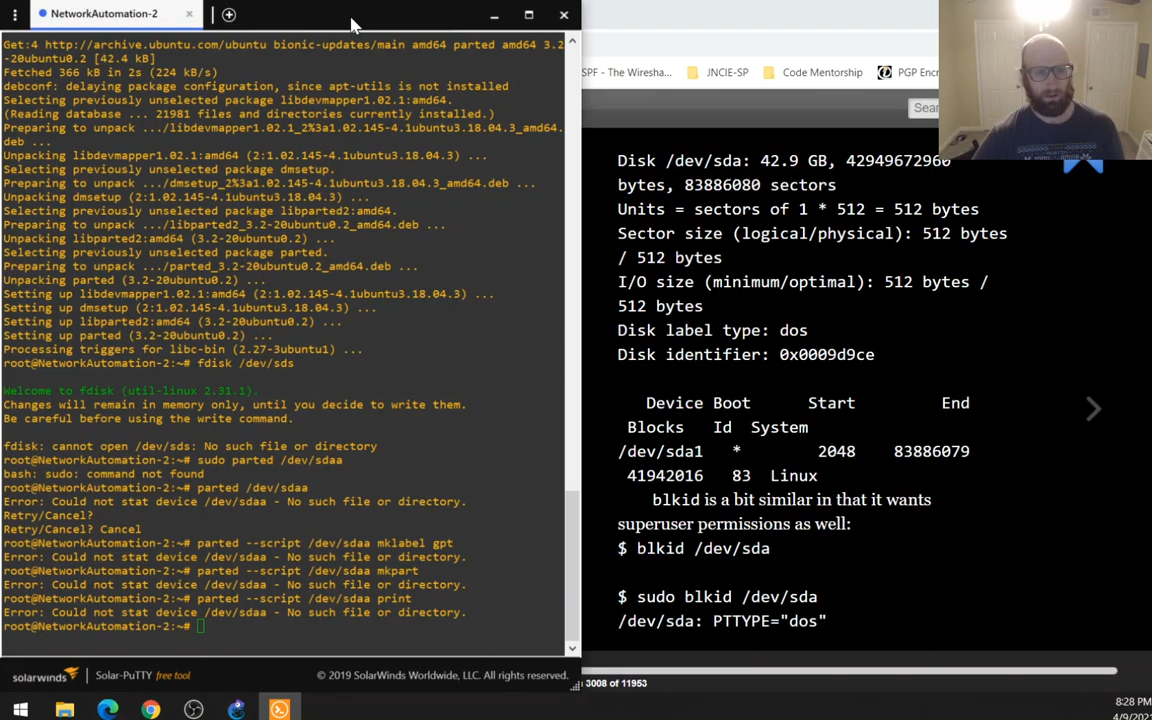 NetworkAutomation-2
Get:4 http://archive.ubuntu.com/ubuntu bionic-updates/main amd64 parted amd64 3.2
-20ubuntu0.2 [42.4 kB]
Fetched 366 kB in 2s (224 kB/s)
debconf: delaying package configuration, since apt-utils is not installed
Selecting previously unselected package libdevmapper1.02.1:amd64.
(Reading database ... 21981 files and directories currently installed.)
Preparing to unpack .../libdevmapper1.02.1_2%3a1.02.145-4.1ubuntu3.18.04.3_amd64.
deb ...
Unpacking libdevmapper1.02.1:amd64 (2:1.02.145-4.1ubuntu3.18.04.3) ...
Selecting previously unselected package dmsetup.
Preparing to unpack .../dmsetup_2%3a1.02.145-4.1ubuntu3.18.04.3_amd64.deb ...
Unpacking dmsetup (2:1.02.145-4.1ubuntu3.18.04.3) ...
Selecting previously unselected package libparted2:amd64.
Preparing to unpack .../libparted2_3.2-20ubuntu0.2_amd64.deb ...
Unpacking libparted2:amd64 (3.2-20ubuntu0.2) ...
Selecting previously unselected package parted.
Preparing to unpack .../parted_3.2-20ubuntu0.2_amd64.deb ...
Unpacking parted (3.2-20ubuntu0.2) ...
Setting up libdevmapper1.02.1:amd64 (2:1.02.145-4.1ubuntu3.18.04.3) ...
Setting up dmsetup (2:1.02.145-4.1ubuntu3.18.04.3) ...
Setting up libparted2:amd64 (3.2-20ubuntu0.2) ...
Setting up parted (3.2-20ubuntu0.2) ...
Processing triggers for libc-bin (2.27-3ubuntu1) ...
root@NetworkAutomation-2:~# fdisk /dev/sds
Welcome to fdisk (util-linux 2.31.1).
Changes will remain in memory only, until you decide to write them.
Be careful before using the write command.
fdisk: cannot open /dev/sds: No such file or directory
root@NetworkAutomation-2:~# sudo parted /dev/sdaa
bash: sudo: command not found
root@NetworkAutomation-2:~# parted /dev/sdaa
Error: Could not stat device /dev/sdaa - No such file or directory.
Retry/Cancel?
Retry/Cancel? Cancel
root@NetworkAutomation-2:~# parted --script /dev/sdaa mklabel gpt
Error: Could not stat device /dev/sdaa - No such file or directory.
root@NetworkAutomation-2:~# parted --script /dev/sdaa mkpart
Error: Could not stat device /dev/sdaa - No such file or directory.
root@NetworkAutomation-2:~# parted --script /dev/sdaa print
Error: Could not stat device /dev/sdaa - No such file or directory.
root@NetworkAutomation-2:~#
solarwinds Solar-PuTTY free tool © 2019 SolarWinds Worldwide, LLC. All rights reserved.
SPF - The Wiresha... JNCIE-SP Code Mentorship PGP Encr
Sear
Disk /dev/sda: 42.9 GB, 42949672960
bytes, 83886080 sectors
Units = sectors of 1 * 512 = 512 bytes
Sector size (logical/physical): 512 bytes
/ 512 bytes
I/O size (minimum/optimal): 512 bytes /
512 bytes
Disk label type: dos
Disk identifier: 0x0009d9ce
Device Boot Start End
Blocks Id System
/dev/sda1 * 2048 83886079
41942016 83 Linux
blkid is a bit similar in that it wants
superuser permissions as well:
$ blkid /dev/sda
$ sudo blkid /dev/sda
/dev/sda: PTTYPE="dos"
3008 of 11953
8:28 PM